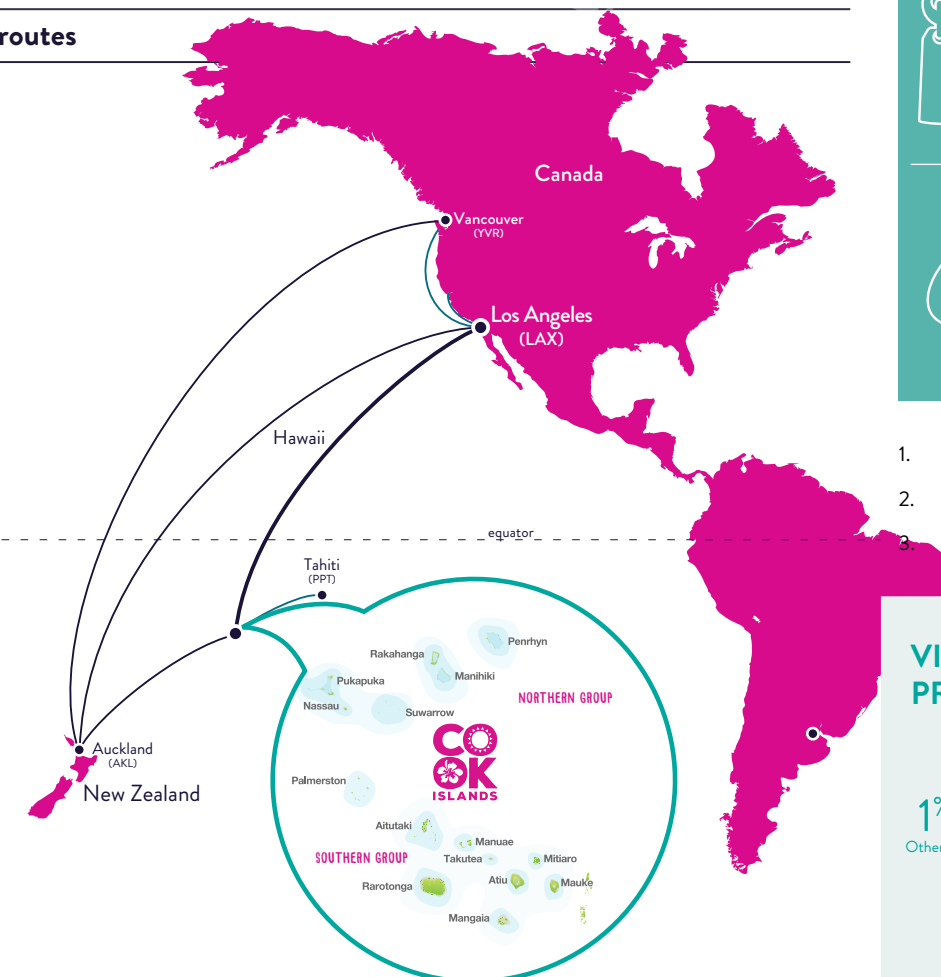 routes
Canada
Vancouver
(YVR)
Los Angeles
(LAX)
Hawaii
1.
2.
equator
3.
Tahiti
(PPT)
Penrhyn
Rakahanga
Manihiki
Pukapuka
NORTHERN GROUP
Nassau
Suwarrow
VI
PR
COOK
ISLANDS
Auckland
(AKL)
New Zealand
Palmerston
1%
Other
Aitutaki
Manuae
SOUTHERN GROUP
Takutea
Mitiaro
Rarotonga
Atiu
Mauke
Mangaia